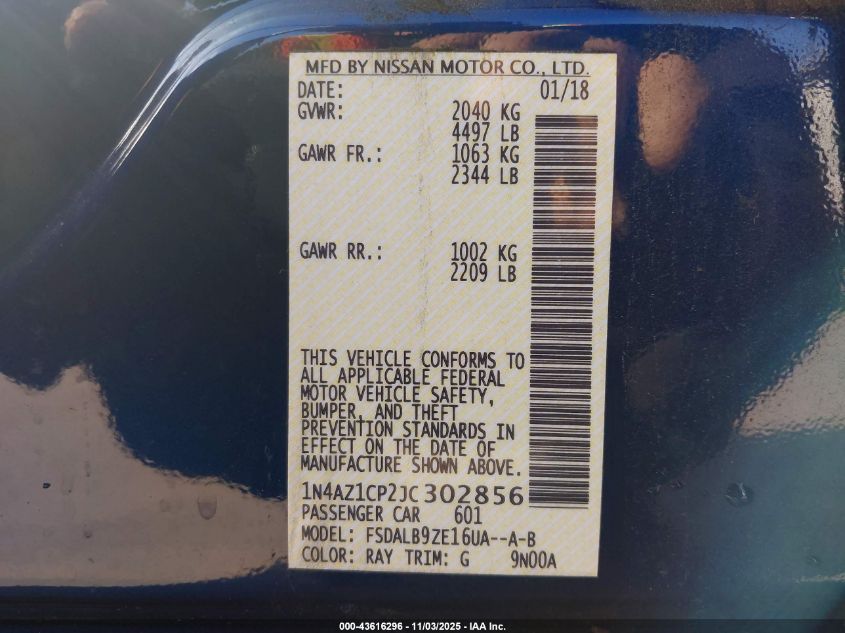 MFD BY NISSAN MOTOR CO., LTD.
DATE: 01/18
GVWR: 2040 KG
4497 LB
GAWR FR.: 1063 KG
2344 LB
GAWR RR.: 1002 KG
2209 LB
THIS VEHICLE CONFORMS TO
ALL APPLICABLE FEDERAL
MOTOR VEHICLE SAFETY,
BUMPER, AND THEFT
PREVENTION STANDARDS IN
EFFECT ON THE DATE OF
MANUFACTURE SHOWN ABOVE.
1N4AZ1CP2JC302856
PASSENGER CAR 601
MODEL: FSDALB9ZE16UA--A-B
COLOR: RAY TRIM: G 9N00A
000-43616296 - 11/03/2025 - IAA Inc.